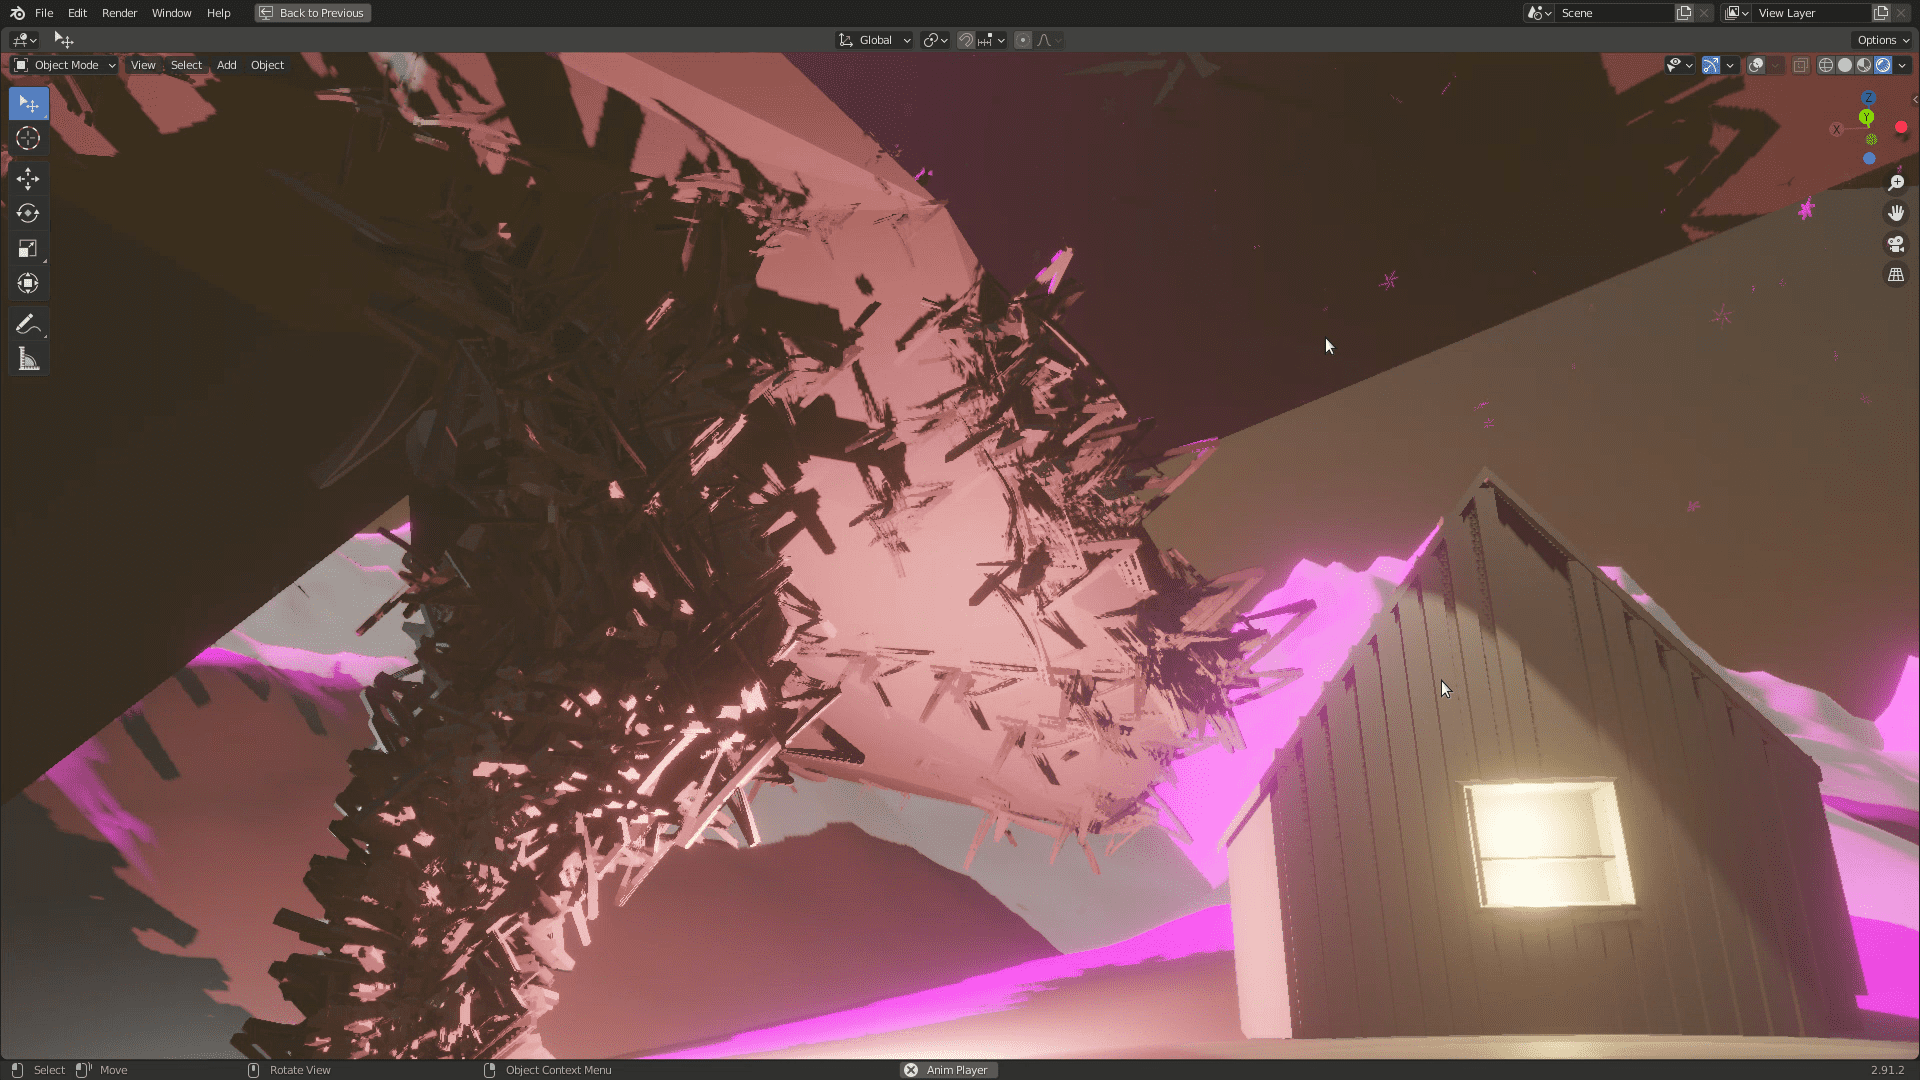 File Edit Render Window Help Back to Previous Scene View Layer
Global Options
Object Mode View Select Add Object
Z
Y
X
Select Move Rotate View Object Context Menu Anim Player 2.91.2